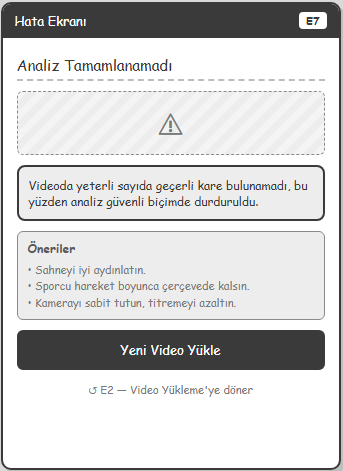 Hata Ekranı
E7
Analiz Tamamlanamadı
Videoda yeterli sayıda geçerli kare bulunamadı, bu
yüzden analiz güvenli biçimde durduruldu.
Öneriler
• Sahneyi iyi aydınlatın.
• Sporcu hareket boyunca çerçevede kalsın.
• Kamerayı sabit tutun, titremeyi azaltın.
Yeni Video Yükle
↺ E2 — Video Yükleme'ye döner